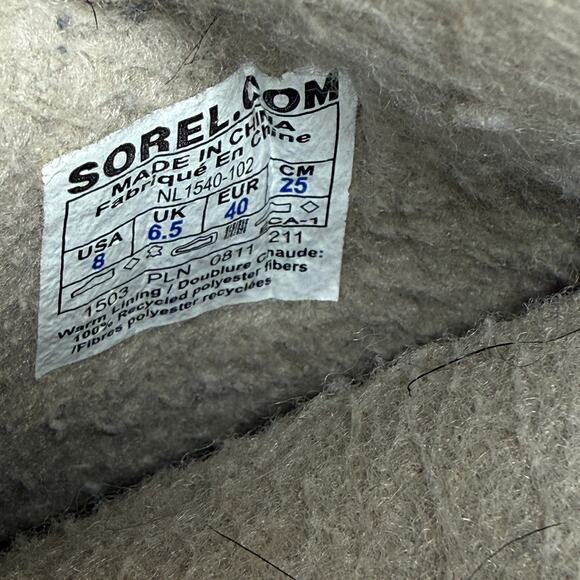 SOREL.COM
MADE IN CHINA
Fabriqué En Chine
NL1540-102
USA UK EUR CM
8 6.5 40 25
CA-1
1503 PLN 0811 211
Warm Lining / Doublure Chaude:
100% Recycled polyester fibers
/Fibres polyester recyclées